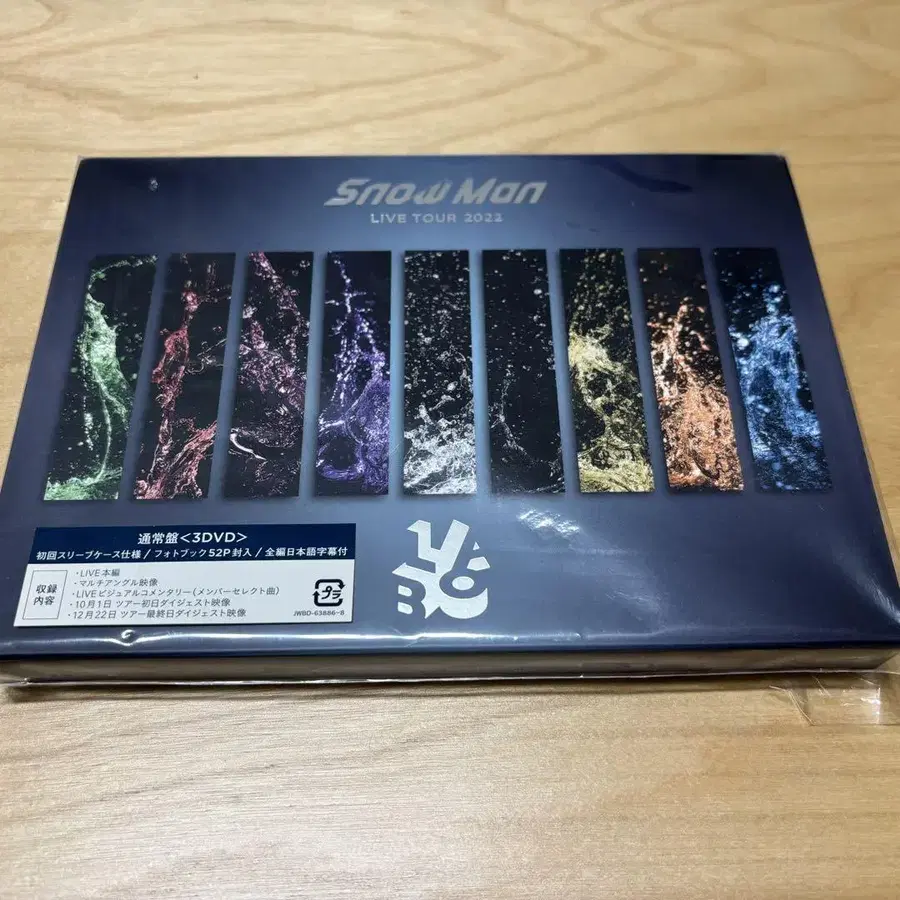 Snow Man
LIVE TOUR 2022
LABO
通常盤<3DVD>
初回スリーブケース仕様 / フォトブック52P封入 / 全編日本語字幕付
収録
内容
・LIVE本編
・マルチアングル映像
・LIVEビジュアルコメンタリー(メンバーセレクト曲)
・10月1日 ツアー初日ダイジェスト映像
・12月22日 ツアー最終日ダイジェスト映像
プラ
JWBD-63886~8